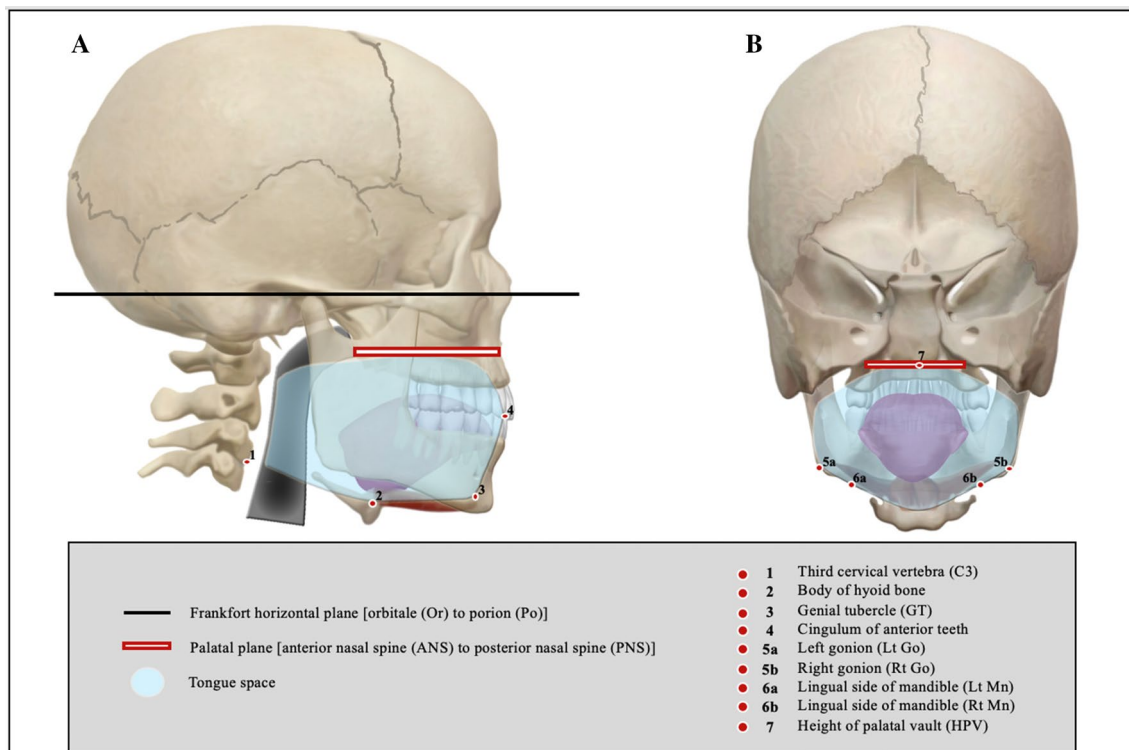 A
B
7
4
1
5a
5b
6a
6b
2
3
Frankfort horizontal plane [orbitale (Or) to porion (Po)]
Palatal plane [anterior nasal spine (ANS) to posterior nasal spine (PNS)]
Tongue space
1 Third cervical vertebra (C3)
2 Body of hyoid bone
3 Genial tubercle (GT)
4 Cingulum of anterior teeth
5a Left gonion (Lt Go)
5b Right gonion (Rt Go)
6a Lingual side of mandible (Lt Mn)
6b Lingual side of mandible (Rt Mn)
7 Height of palatal vault (HPV)